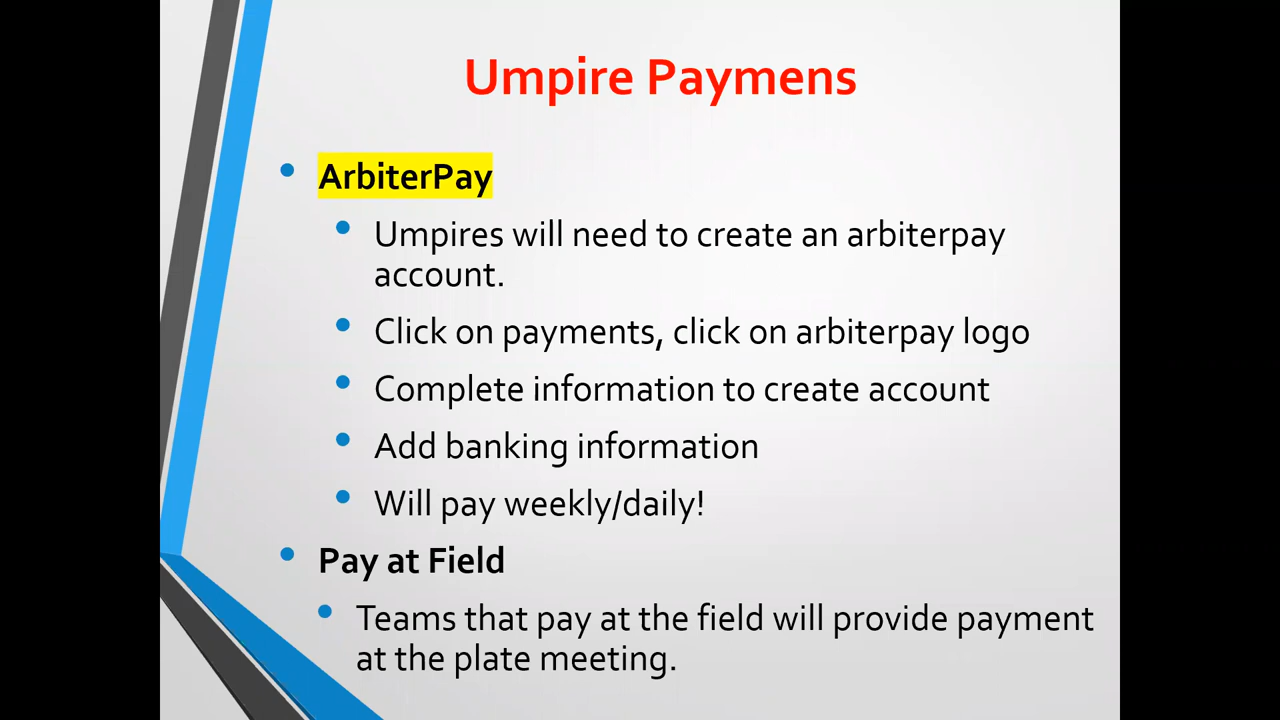 Umpire Paymens
ArbiterPay
Umpires will need to create an arbiterpay
account.
Click on payments, click on arbiterpay logo
Complete information to create account
Add banking information
Will pay weekly/daily!
Pay at Field
Teams that pay at the field will provide payment
at the plate meeting.